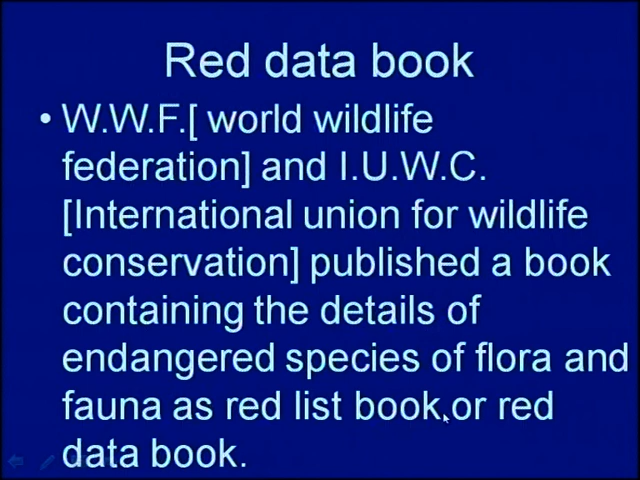 Red data book
• W.W.F.[ world wildlife
federation] and I.U.W.C.
[International union for wildlife
conservation] published a book
containing the details of
endangered species of flora and
fauna as red list book,or red
data book.